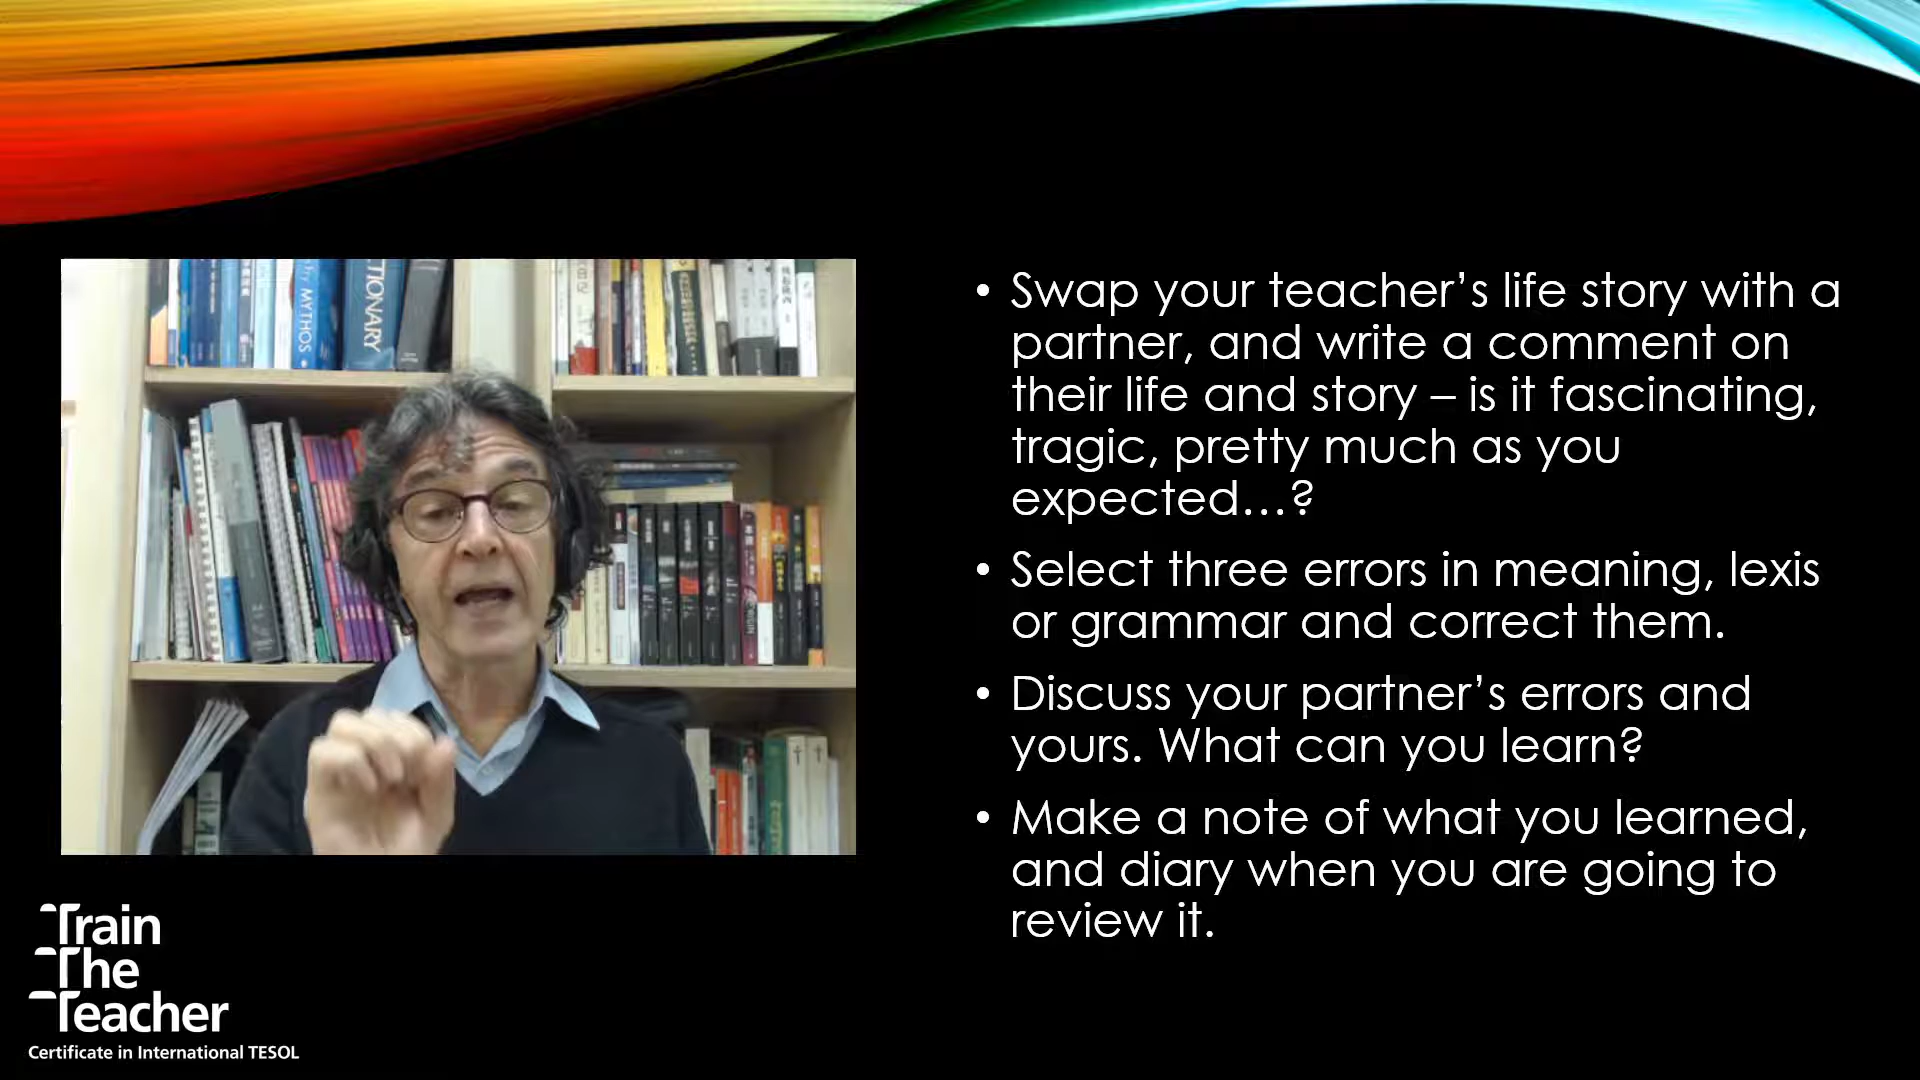 MYTHOS
TIONARY
• Swap your teacher’s life story with a
partner, and write a comment on
their life and story – is it fascinating,
tragic, pretty much as you
expected…?
• Select three errors in meaning, lexis
or grammar and correct them.
• Discuss your partner’s errors and
yours. What can you learn?
• Make a note of what you learned,
and diary when you are going to
review it.
Train
The
Teacher
Certificate in International TESOL